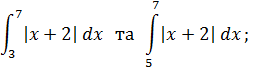 ∫₃⁷|x + 2| dx та ∫₅⁷|x + 2| dx;